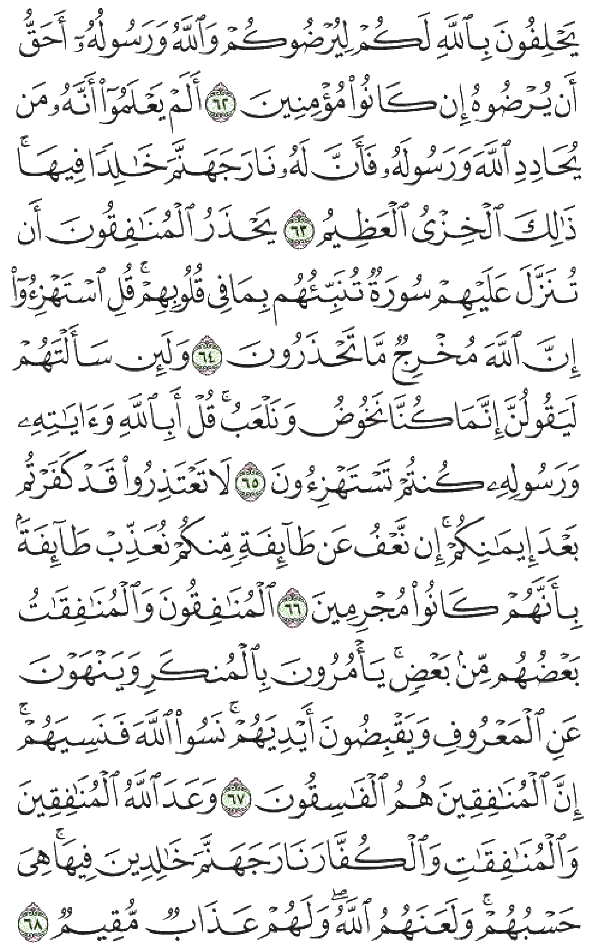 يَحْلِفُونَ بِٱللَّهِ لَكُمْ لِيُرْضُوكُمْ وَٱللَّهُ وَرَسُولُهُۥٓ أَحَقُّ
أَن يُرْضُوهُ إِن كَانُوا۟ مُؤْمِنِينَ ٦٢ أَلَمْ يَعْلَمُوٓا۟ أَنَّهُۥ مَن
يُحَادِدِ ٱللَّهَ وَرَسُولَهُۥ فَأَنَّ لَهُۥ نَارَ جَهَنَّمَ خَٰلِدًا فِيهَا ۚ
ذَٰلِكَ ٱلْخِزْىُ ٱلْعَظِيمُ ٦٣ يَحْذَرُ ٱلْمُنَٰفِقُونَ أَن
تُنَزَّلَ عَلَيْهِمْ سُورَةٌ تُنَبِّئُهُم بِمَا فِى قُلُوبِهِمْ ۚ قُلِ ٱسْتَهْزِءُوٓا۟
إِنَّ ٱللَّهَ مُخْرِجٌ مَّا تَحْذَرُونَ ٦٤ وَلَئِن سَأَلْتَهُمْ
لَيَقُولُنَّ إِنَّمَا كُنَّا نَخُوضُ وَنَلْعَبُ ۚ قُلْ أَبِٱللَّهِ وَءَايَٰتِهِۦ
وَرَسُولِهِۦ كُنتُمْ تَسْتَهْزِءُونَ ٦٥ لَا تَعْتَذِرُوا۟ قَدْ كَفَرْتُم
بَعْدَ إِيمَٰنِكُمْ ۚ إِن نَّعْفُ عَن طَآئِفَةٍ مِّنكُمْ نُعَذِّبْ طَآئِفَةًۢ
بِأَنَّهُمْ كَانُوا۟ مُجْرِمِينَ ٦٦ ٱلْمُنَٰفِقُونَ وَٱلْمُنَٰفِقَٰتُ
بَعْضُهُم مِّنۢ بَعْضٍ ۚ يَأْمُرُونَ بِٱلْمُنكَرِ وَيَنْهَوْنَ
عَنِ ٱلْمَعْرُوفِ وَيَقْبِضُونَ أَيْدِيَهُمْ ۚ نَسُوا۟ ٱللَّهَ فَنَسِيَهُمْ ۗ
إِنَّ ٱلْمُنَٰفِقِينَ هُمُ ٱلْفَٰسِقُونَ ٦٧ وَعَدَ ٱللَّهُ ٱلْمُنَٰفِقِينَ
وَٱلْمُنَٰفِقَٰتِ وَٱلْكُفَّارَ نَارَ جَهَنَّمَ خَٰلِدِينَ فِيهَا ۚ هِىَ
حَسْبُهُمْ ۚ وَلَعَنَهُمُ ٱللَّهُ ۖ وَلَهُمْ عَذَابٌ مُّقِيمٌ ٦٨